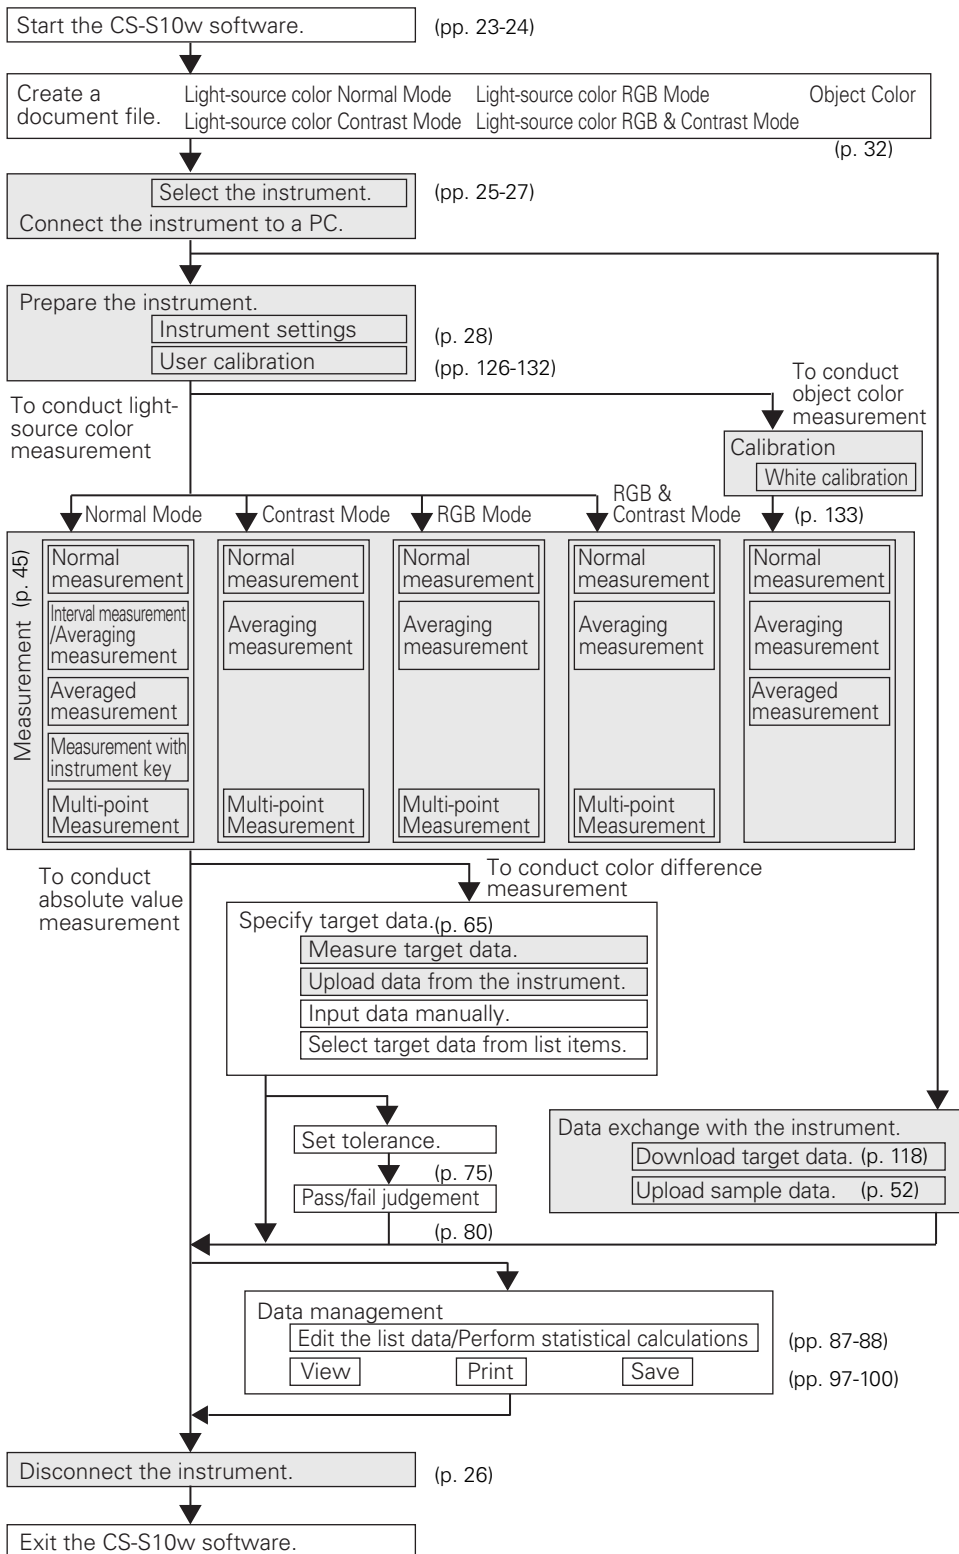 Start the CS-S10w software.
(pp. 23-24)
Create a
document file.
Light-source color Normal Mode
Light-source color RGB Mode
Object Color
Light-source color Contrast Mode
Light-source color RGB & Contrast Mode
(p. 32)
Select the instrument.
(pp. 25-27)
Connect the instrument to a PC.
Prepare the instrument.
Instrument settings
(p. 28)
User calibration
(pp. 126-132)
To conduct light-
source color
measurement
To conduct
object color
measurement
Calibration
White calibration
(p. 133)
Normal Mode
Contrast Mode
RGB Mode
RGB &
Contrast Mode
Measurement (p. 45)
Normal
measurement
Interval measurement
/Averaging
measurement
Averaged
measurement
Measurement with
instrument key
Multi-point
Measurement
Normal
measurement
Averaging
measurement
Multi-point
Measurement
Normal
measurement
Averaging
measurement
Multi-point
Measurement
Normal
measurement
Averaging
measurement
Multi-point
Measurement
Normal
measurement
Averaging
measurement
Averaged
measurement
To conduct
absolute value
measurement
To conduct color difference
measurement
Specify target data.(p. 65)
Measure target data.
Upload data from the instrument.
Input data manually.
Select target data from list items.
Set tolerance.
(p. 75)
Pass/fail judgement
(p. 80)
Data exchange with the instrument.
Download target data. (p. 118)
Upload sample data. (p. 52)
Data management
Edit the list data/Perform statistical calculations
(pp. 87-88)
View
Print
Save
(pp. 97-100)
Disconnect the instrument.
(p. 26)
Exit the CS-S10w software.